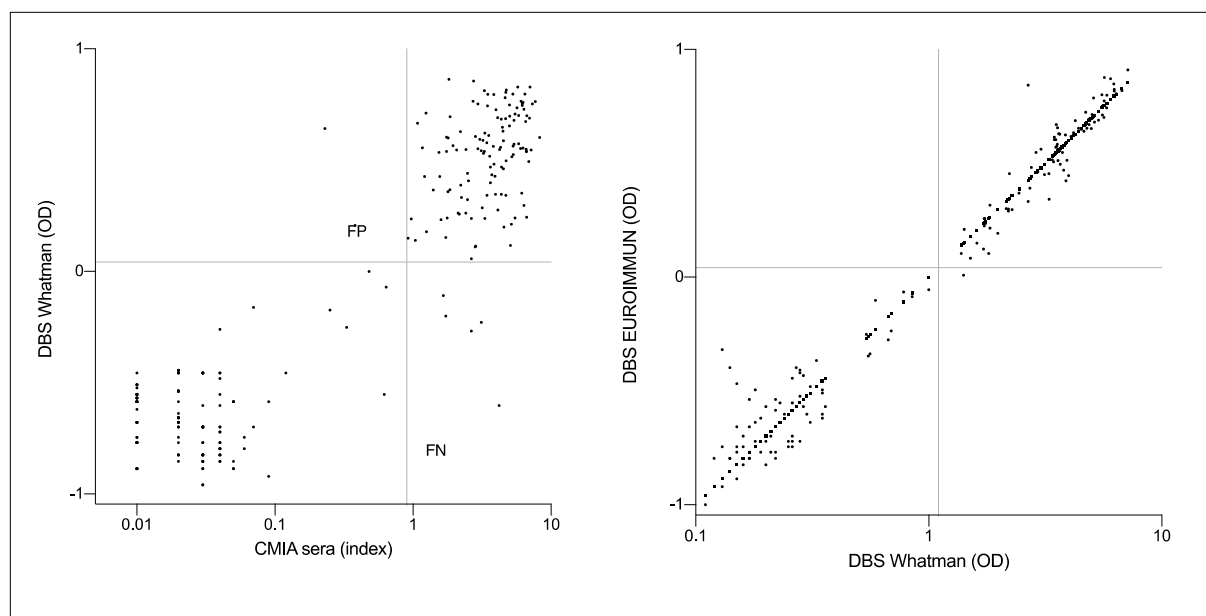 1
0
-1
DBS Whatman (OD)
FP
FN
0.01
0.1
1
10
CMIA sera (index)
1
0
-1
DBS EUROIMMUN (OD)
0.1
1
10
DBS Whatman (OD)